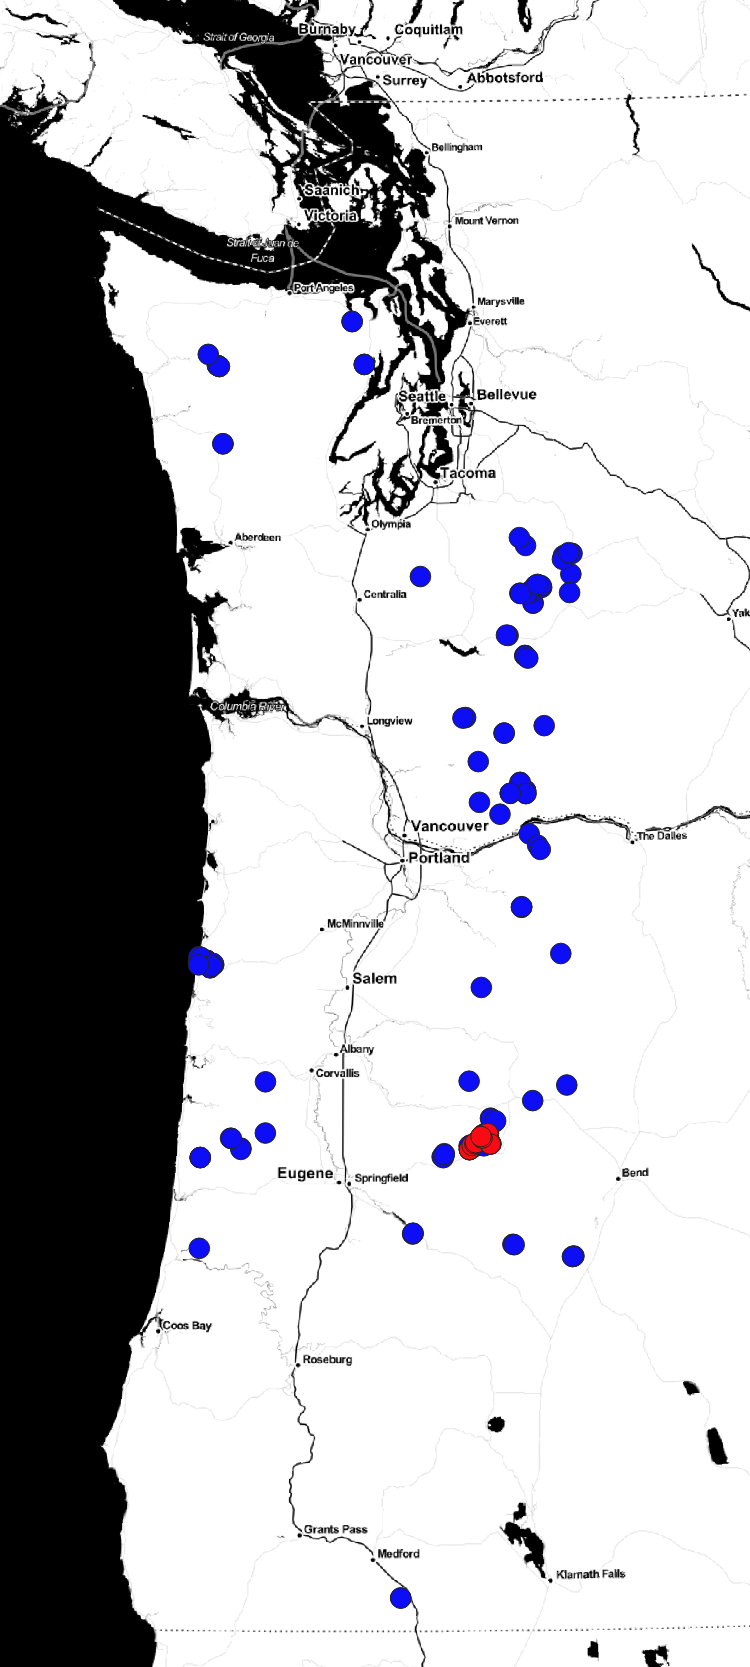 Burnaby
Coquitlam
Strait of Georgia
Vancouver
Surrey
Abbotsford
Bellingham
Saanich
Victoria
Mount Vernon
Strait of Juan de
Fuca
Port Angeles
Marysville
Everett
Seattle
Bellevue
Bremerton
Tacoma
Olympia
Aberdeen
Centralia
Yak
Columbia River
Longview
Vancouver
The Dalles
Portland
McMinnville
Salem
Albany
Corvallis
Eugene
Springfield
Bend
Coos Bay
Roseburg
Grants Pass
Medford
Klamath Falls